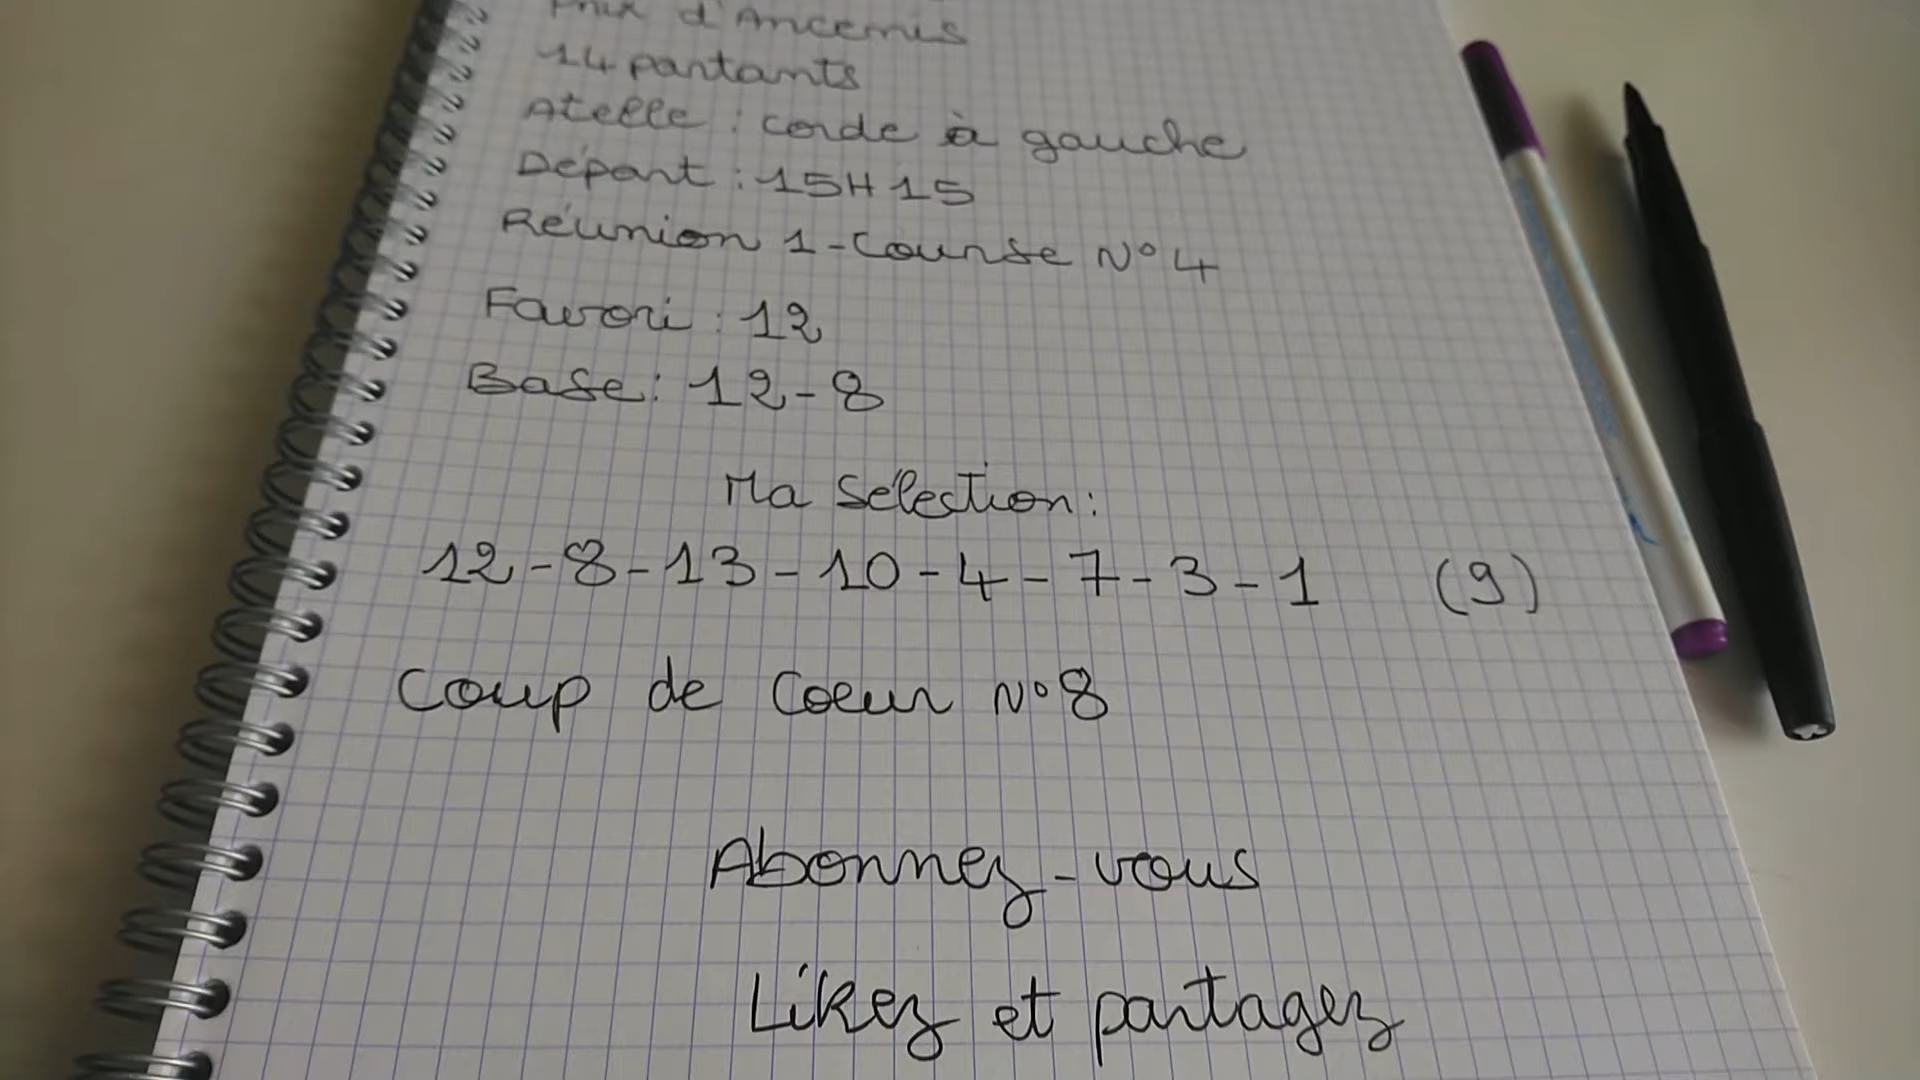 Prix d'Ancenis
14 partants
Atelle : corde à gauche
Départ : 15H15
Réunion 1 - Course N° 4
Favori : 12
Base : 12 - 8
Ma Sélection :
12 - 8 - 13 - 10 - 4 - 7 - 3 - 1 (9)
Coup de Coeur N° 8
Abonnez-vous
Likez et partagez